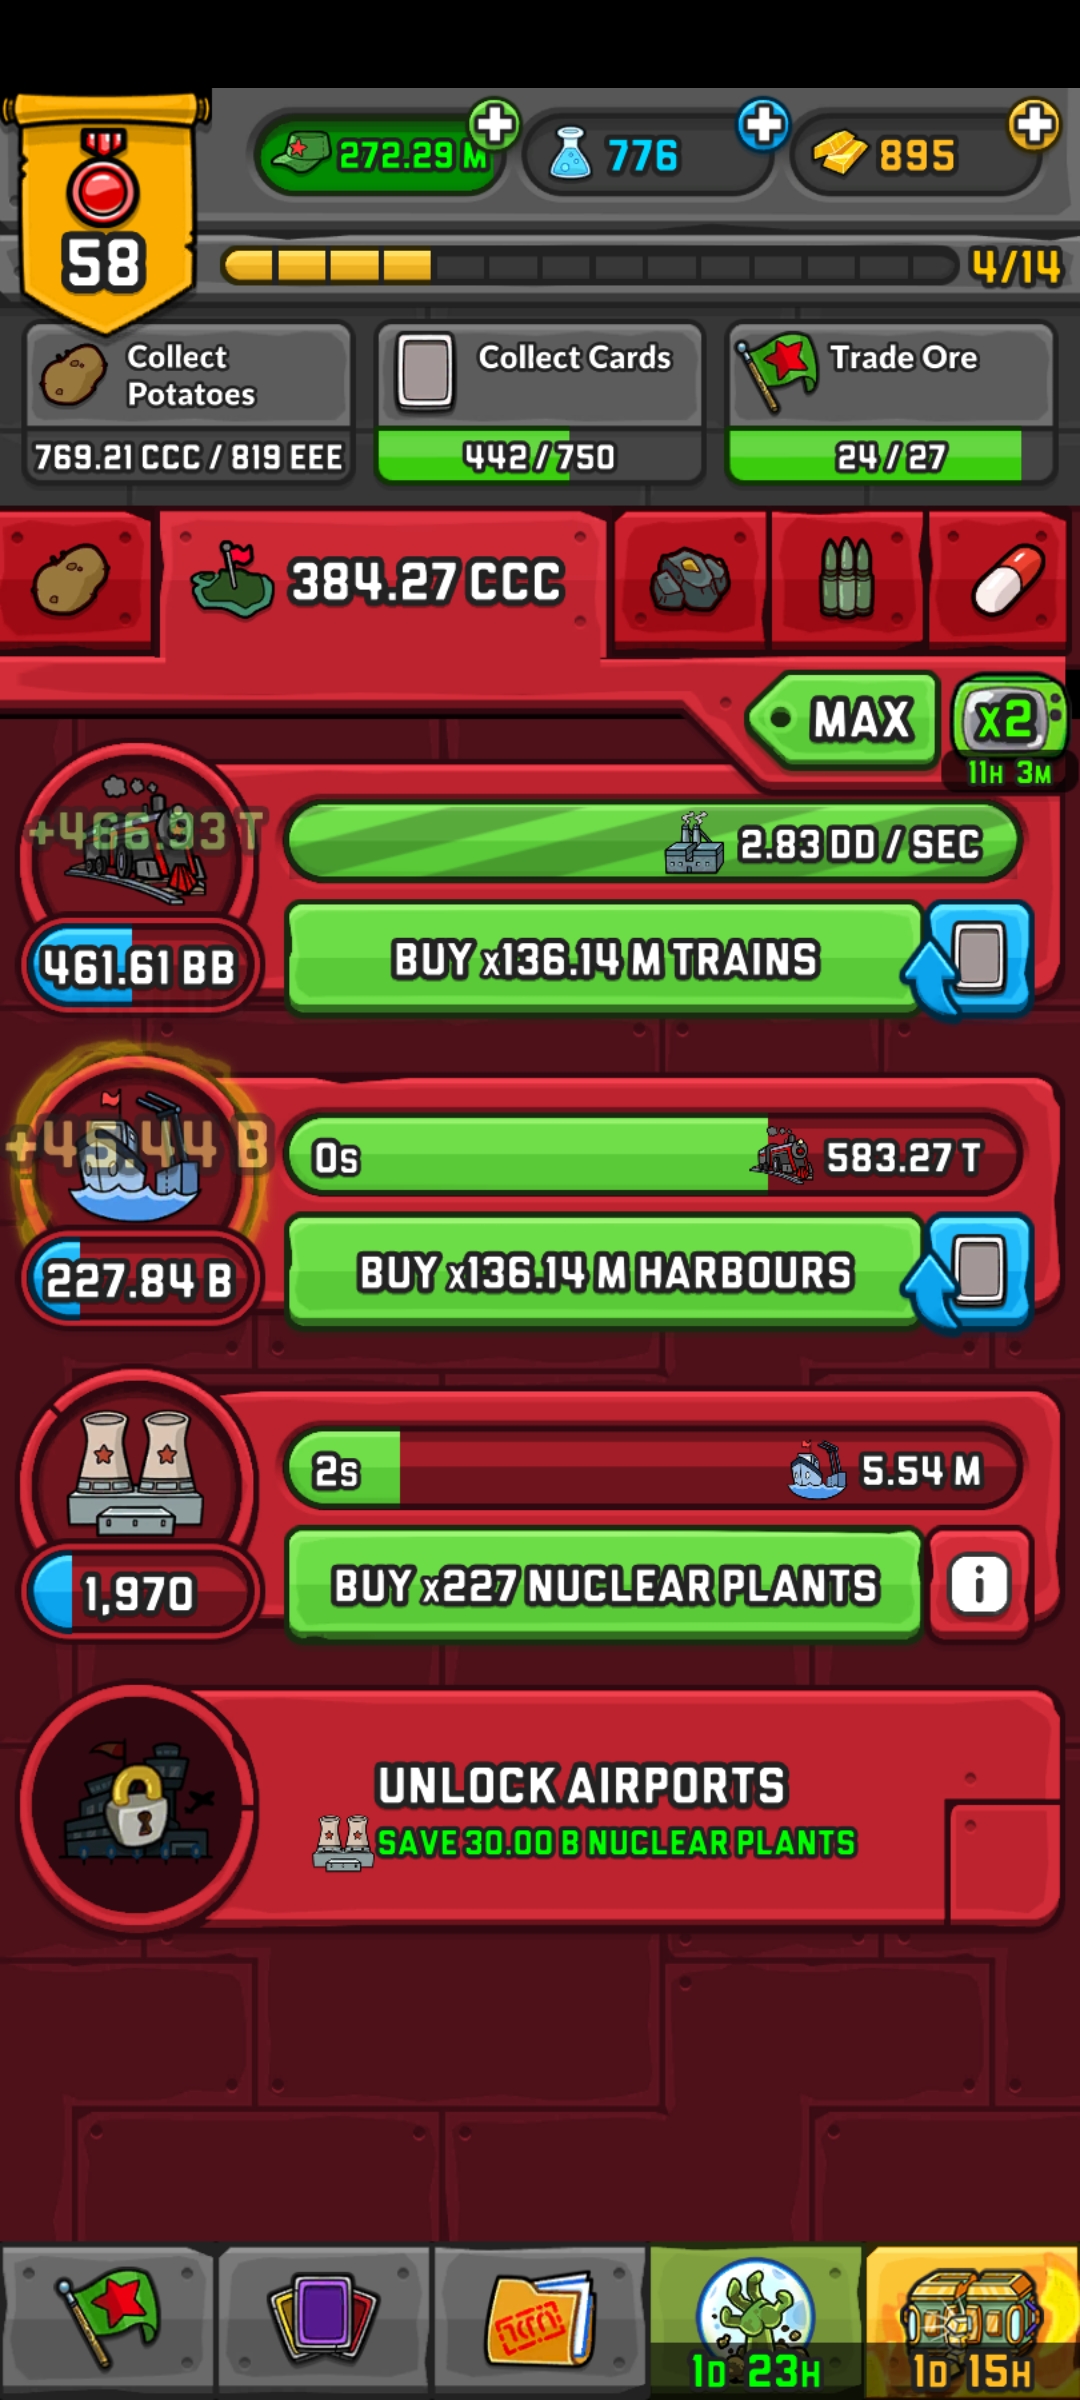 272.29 M
776
895
58
4/14
Collect
Potatoes
Collect Cards
Trade Ore
769.21 CCC / 819 EEE
442/750
24/27
384.27 CCC
MAX
x2
11H 3M
+466.93 T
2.83 DD / SEC
461.61 BB
BUY x136.14 M TRAINS
+45.44 B
0s
583.27 T
227.84 B
BUY x136.14 M HARBOURS
2s
5.54 M
1,970
BUY x227 NUCLEAR PLANTS
i
UNLOCK AIRPORTS
SAVE 30.00 B NUCLEAR PLANTS
1D 23H
1D 15H